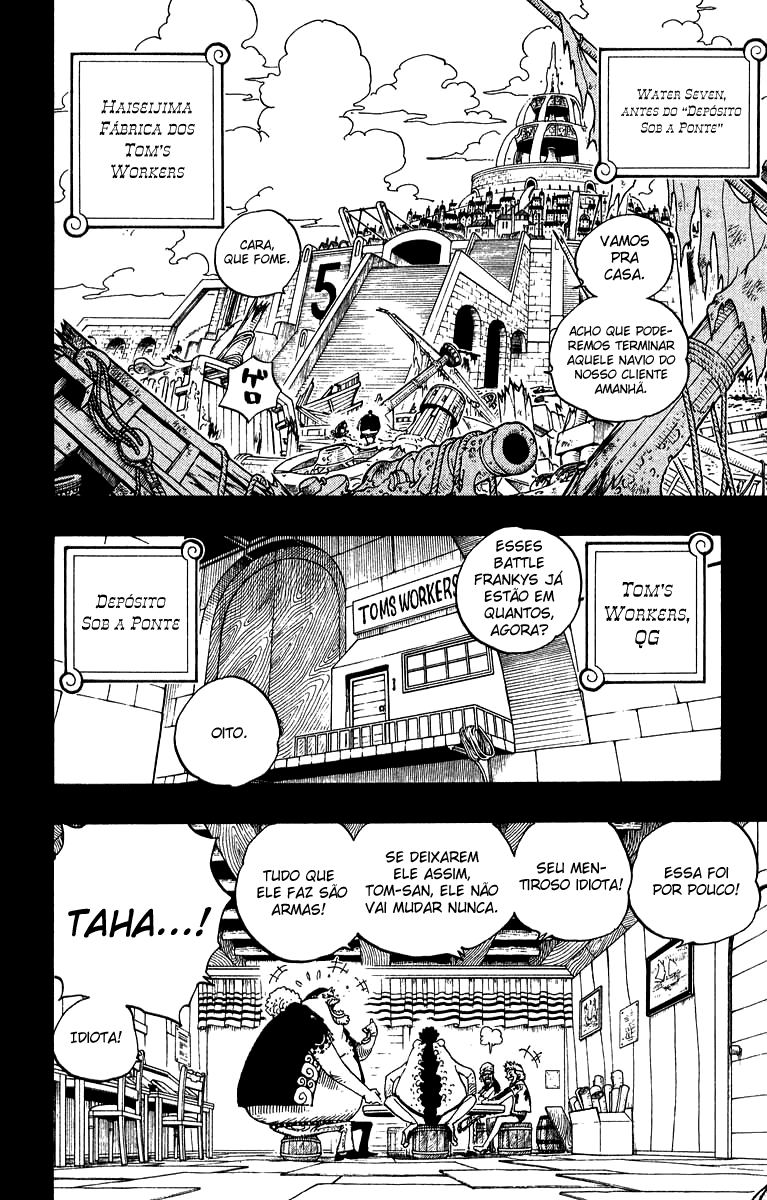 Water Seven,
antes do "Depósito
Sob a Ponte"
Haiseijima
Fábrica dos
Tom's
Workers
Vamos
pra
casa.
Acho que pode-
remos terminar
aquele navio do
nosso cliente
amanhã.
Cara,
que fome.
5
ゲロ
Tom's
Workers,
QG
Esses
Battle
Frankys já
estão em
quantos,
agora?
TOMS WORKERS
Depósito
Sob a Ponte
Oito.
Essa foi
por pouco!
Seu men-
tiroso idiota!
Se deixarem
ele assim,
Tom-san, ele não
vai mudar nunca.
Tudo que
ele faz são
armas!
Taha...!
Idiota!